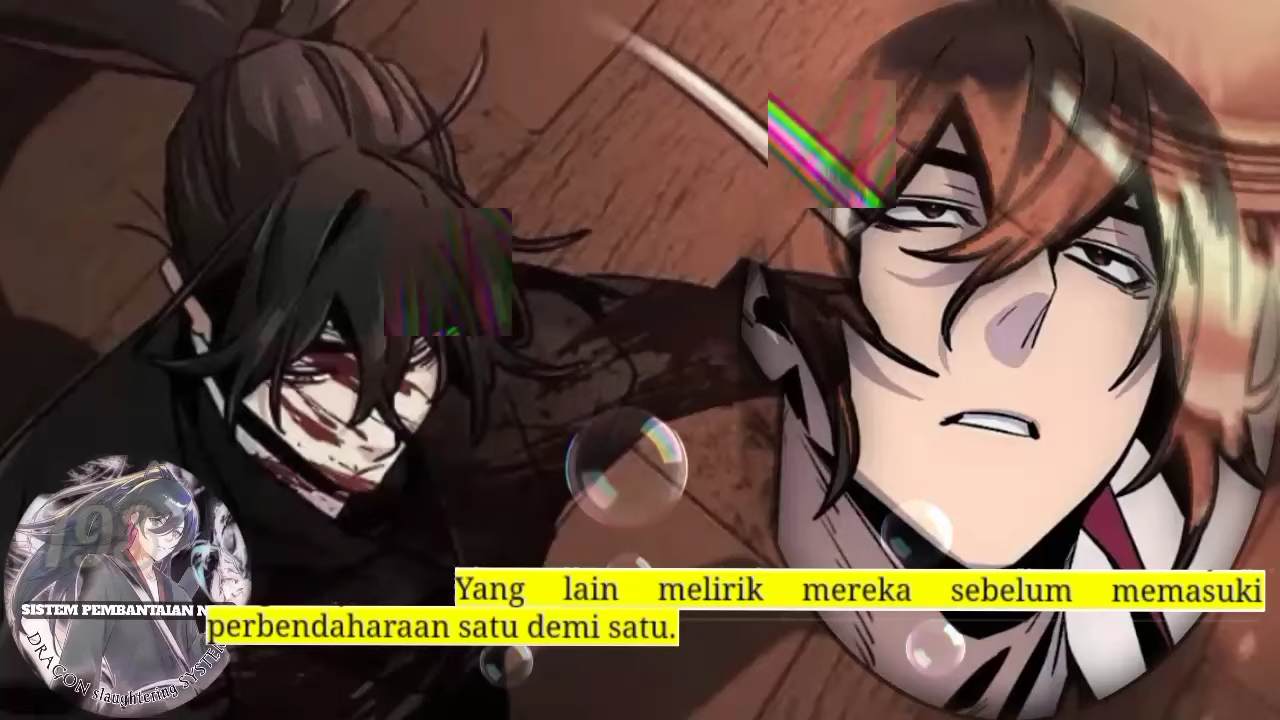 SISTEM PEMBANTAIAN
DRAGON slaughtering SYSTEM
Yang lain melirik mereka sebelum memasuki
perbendaharaan satu demi satu.